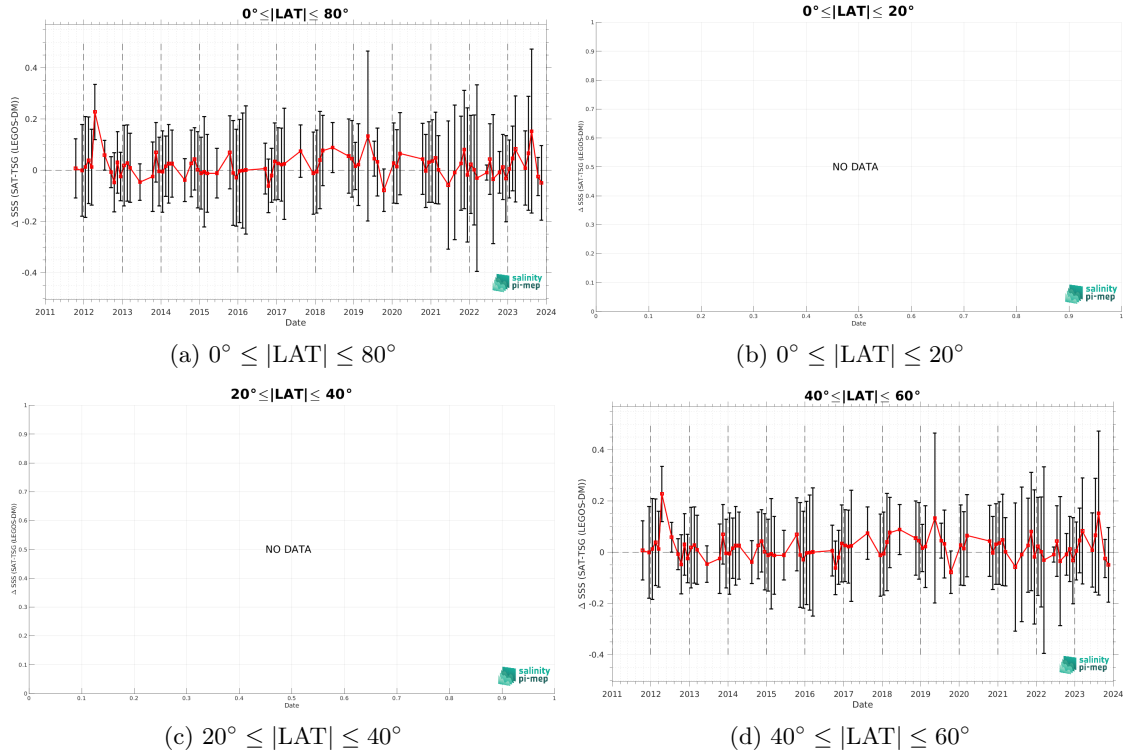 0°≤|LAT|≤ 80°
Δ SSS (SAT-TSG (LEGOS-DM))
0.4
0.2
0
-0.2
-0.4
2011 2012 2013 2014 2015 2016 2017 2018 2019 2020 2021 2022 2023 2024
Date
salinity
pi-mep
(a) 0° ≤ |LAT| ≤ 80°
0°≤|LAT|≤ 20°
Δ SSS (SAT-TSG (LEGOS-DM))
1
0.9
0.8
0.7
0.6
0.5
0.4
0.3
0.2
0.1
0
NO DATA
0 0.1 0.2 0.3 0.4 0.5 0.6 0.7 0.8 0.9 1
Date
salinity
pi-mep
(b) 0° ≤ |LAT| ≤ 20°
20°≤|LAT|≤ 40°
Δ SSS (SAT-TSG (LEGOS-DM))
1
0.9
0.8
0.7
0.6
0.5
0.4
0.3
0.2
0.1
0
NO DATA
0 0.1 0.2 0.3 0.4 0.5 0.6 0.7 0.8 0.9 1
Date
salinity
pi-mep
(c) 20° ≤ |LAT| ≤ 40°
40°≤|LAT|≤ 60°
Δ SSS (SAT-TSG (LEGOS-DM))
0.4
0.2
0
-0.2
-0.4
2011 2012 2013 2014 2015 2016 2017 2018 2019 2020 2021 2022 2023 2024
Date
salinity
pi-mep
(d) 40° ≤ |LAT| ≤ 60°